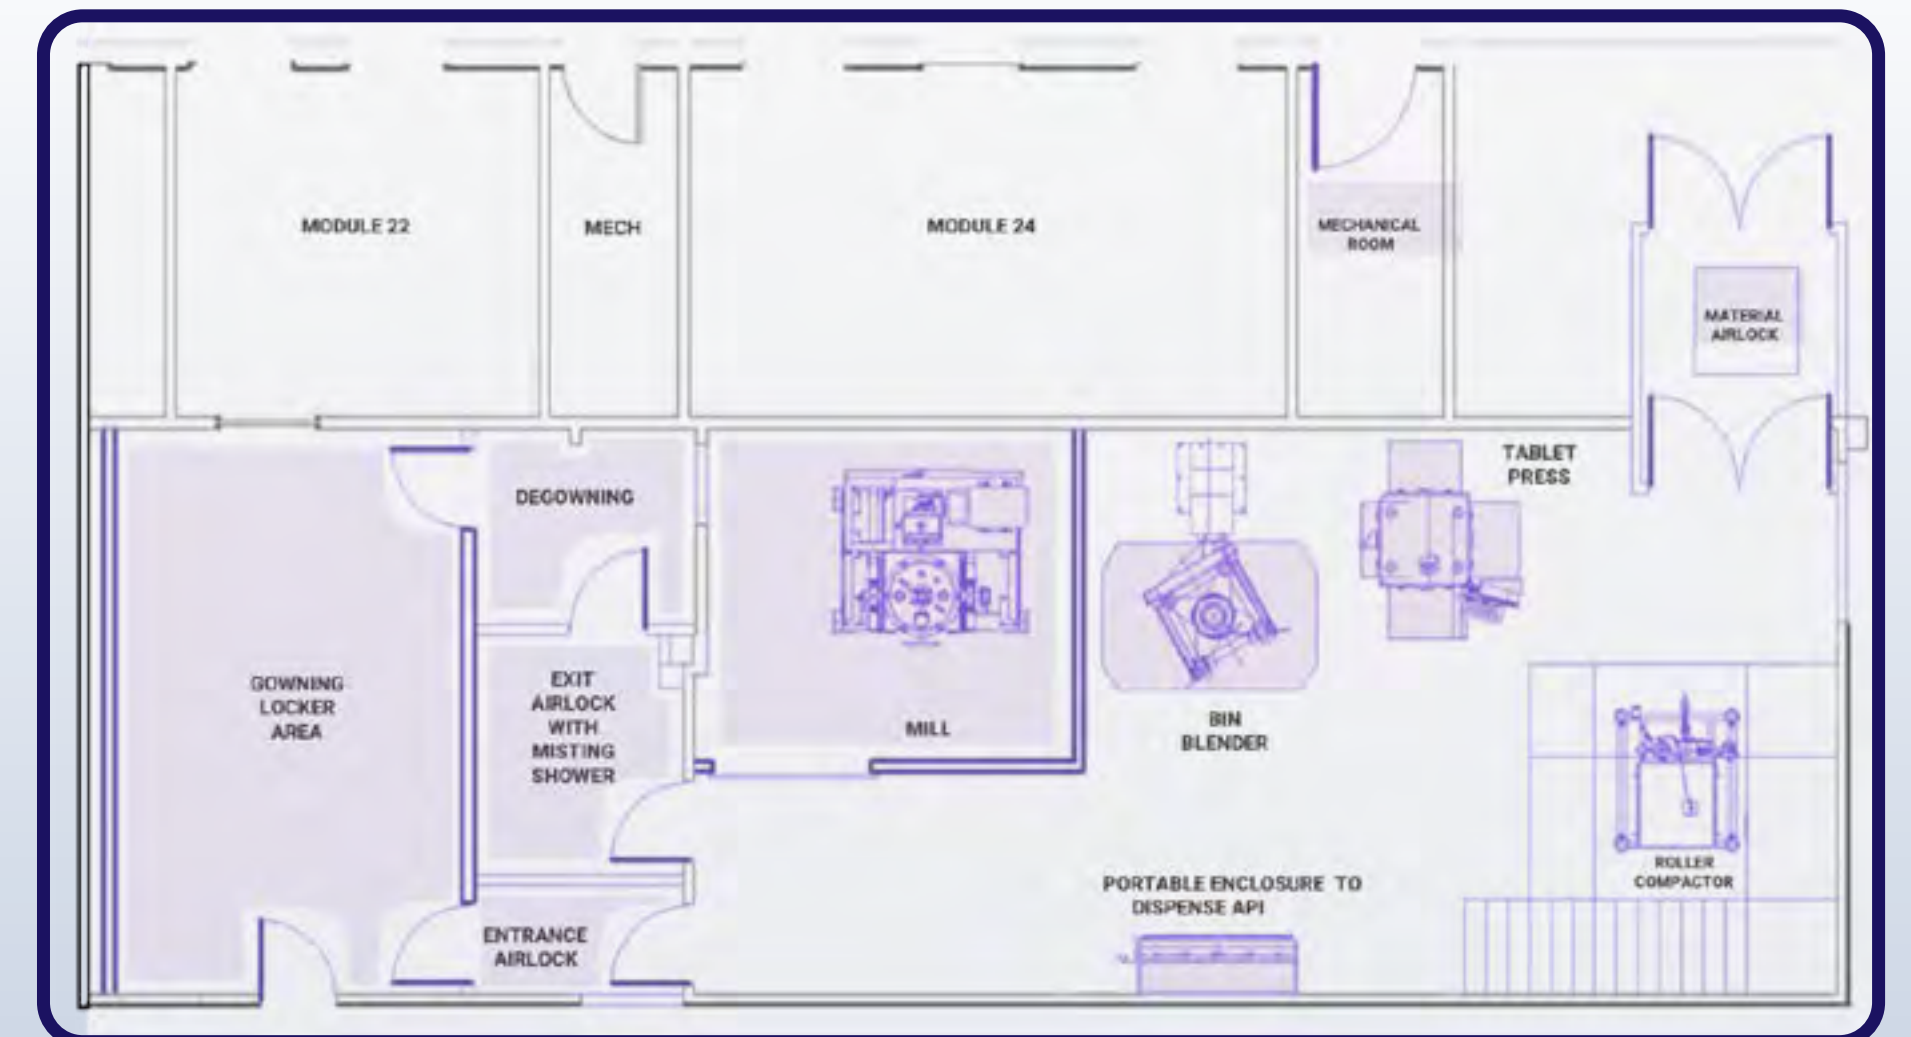 MODULE 22
MECH
MODULE 24
MECHANICAL
ROOM
MATERIAL
AIRLOCK
TABLET
PRESS
DEGOWNING
GOWNING
LOCKER
AREA
EXIT
AIRLOCK
WITH
MISTING
SHOWER
MILL
BIN
BLENDER
ROLLER
COMPACTOR
PORTABLE ENCLOSURE TO
DISPENSE API
ENTRANCE
AIRLOCK